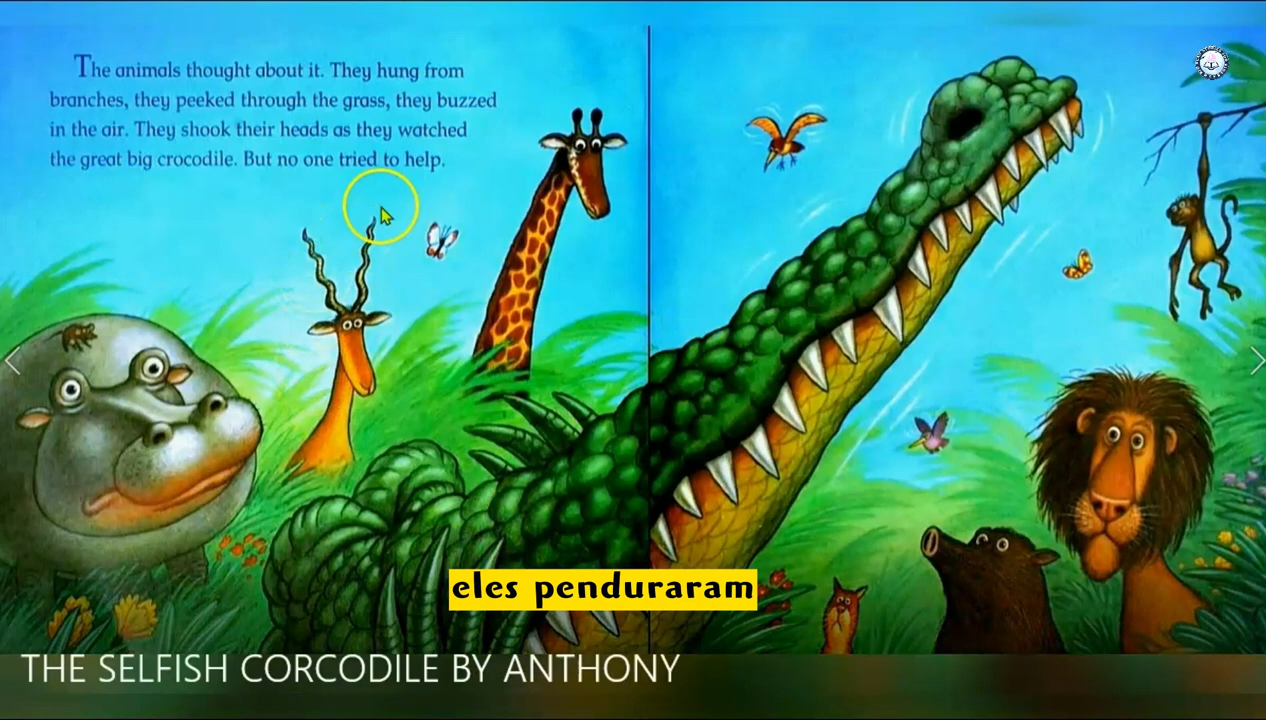 The animals thought about it. They hung from
branches, they peeked through the grass, they buzzed
in the air. They shook their heads as they watched
the great big crocodile. But no one tried to help.
eles penduraram
THE SELFISH CORCODILE BY ANTHONY